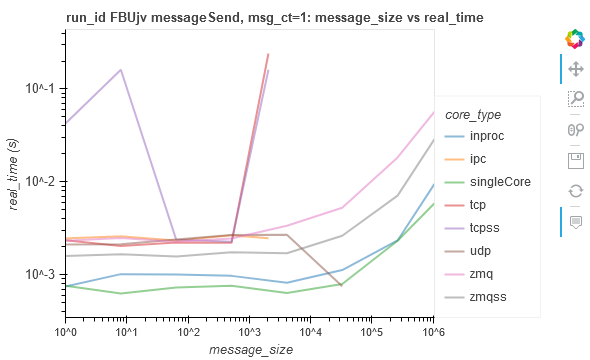 run_id FBUjv messageSend, msg_ct=1: message_size vs real_time
10^-1
10^-2
10^-3
real_time (s)
10^0 10^1 10^2 10^3 10^4 10^5 10^6
message_size
core_type
inproc
ipc
singleCore
tcp
tcpss
udp
zmq
zmqss